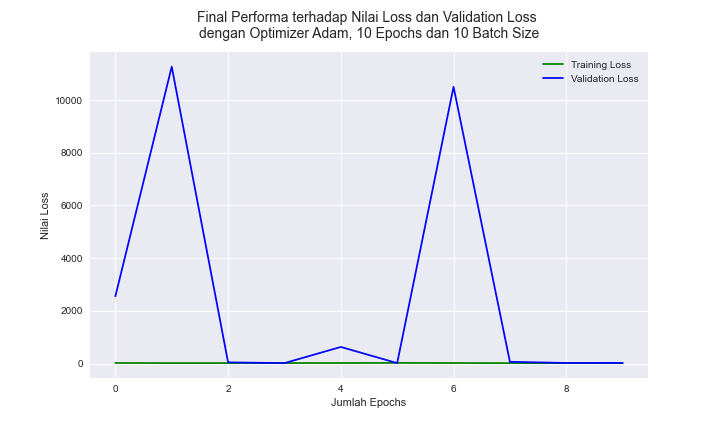 Final Performa terhadap Nilai Loss dan Validation Loss
dengan Optimizer Adam, 10 Epochs dan 10 Batch Size
Training Loss
Validation Loss
Nilai Loss
10000
8000
6000
4000
2000
0
0 2 4 6 8
Jumlah Epochs